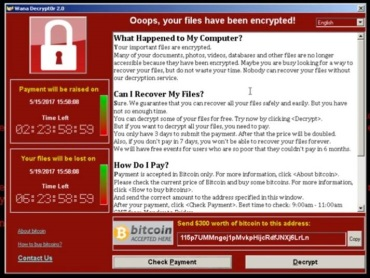 Wana Decrypt0r 2.0
Ooops, your files have been encrypted!
English
What Happened to My Computer?
Your important files are encrypted.
Many of your documents, photos, videos, databases and other files are no longer
accessible because they have been encrypted. Maybe you are busy looking for a way to
recover your files, but do not waste your time. Nobody can recover your files without
our decryption service.
Can I Recover My Files?
Sure. We guarantee that you can recover all your files safely and easily. But you have
not so enough time.
You can decrypt some of your files for free. Try now by clicking <Decrypt>.
But if you want to decrypt all your files, you need to pay.
You only have 3 days to submit the payment. After that the price will be doubled.
Also, if you don't pay in 7 days, you won't be able to recover your files forever.
We will have free events for users who are so poor that they couldn't pay in 6 months.
How Do I Pay?
Payment is accepted in Bitcoin only. For more information, click <About bitcoin>.
Please check the current price of Bitcoin and buy some bitcoins. For more information,
click <How to buy bitcoins>.
And send the correct amount to the address specified in this window.
After your payment, click <Check Payment>. Best time to check: 9:00am - 11:00am
GMT from Monday to Friday
Payment will be raised on
5/15/2017 15:58:08
Time Left
02:23:58:59
Your files will be lost on
5/19/2017 15:58:08
Time Left
06:23:58:59
About bitcoin
How to buy bitcoins?
Contact Us
bitcoin
ACCEPTED HERE
Send $300 worth of bitcoin to this address:
Copy
Check Payment
Decrypt